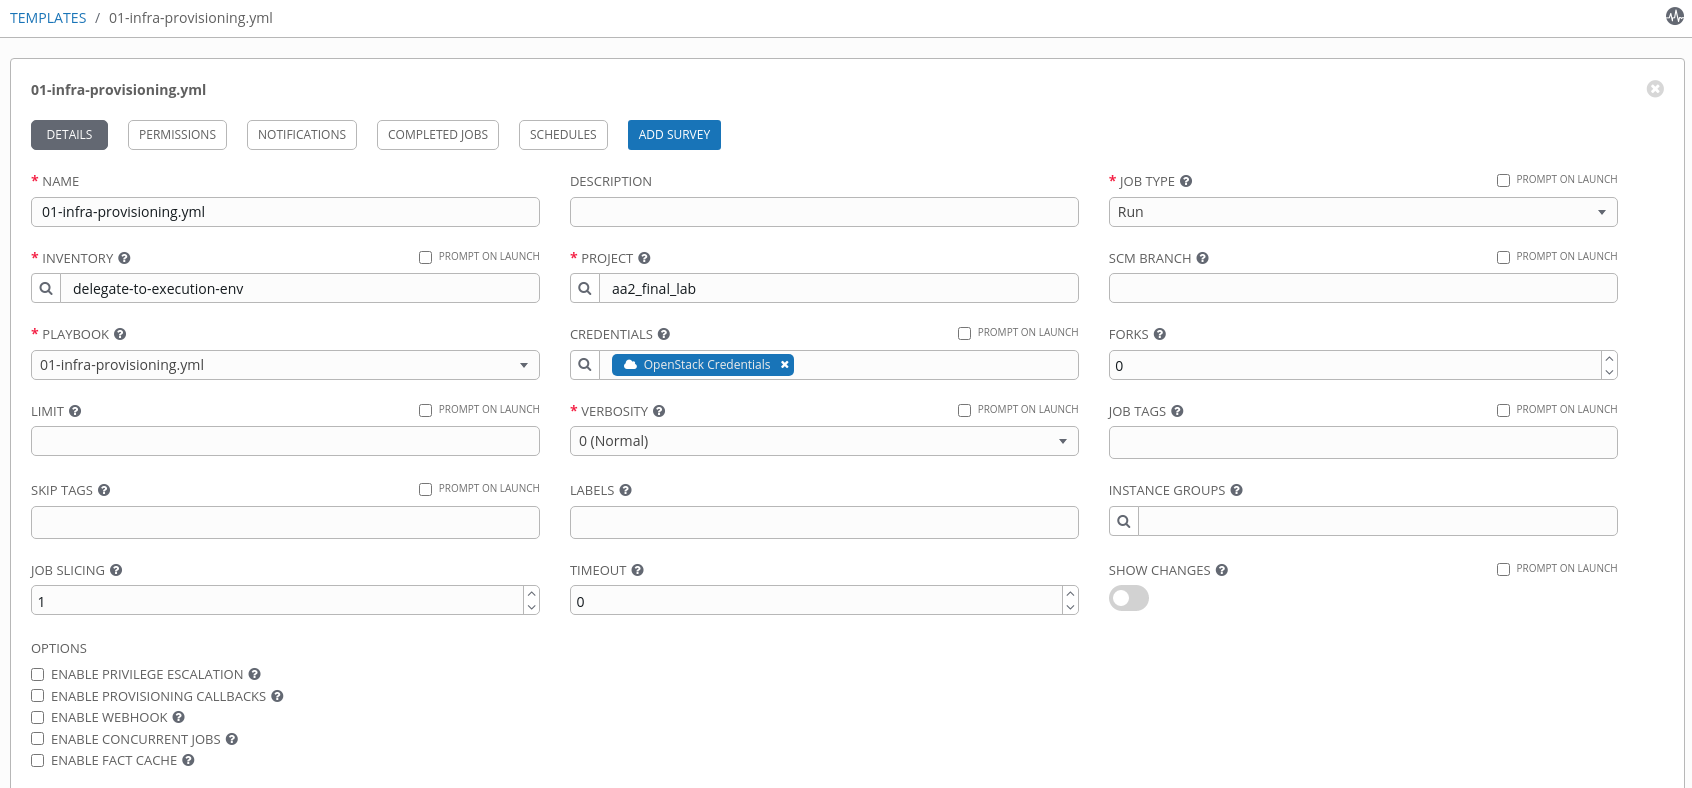 TEMPLATES / 01-infra-provisioning.yml
01-infra-provisioning.yml
DETAILS PERMISSIONS NOTIFICATIONS COMPLETED JOBS SCHEDULES ADD SURVEY
* NAME DESCRIPTION * JOB TYPE PROMPT ON LAUNCH
01-infra-provisioning.yml Run
* INVENTORY PROMPT ON LAUNCH * PROJECT SCM BRANCH PROMPT ON LAUNCH
delegate-to-execution-env aa2_final_lab
* PLAYBOOK CREDENTIALS PROMPT ON LAUNCH FORKS
01-infra-provisioning.yml OpenStack Credentials 0
LIMIT PROMPT ON LAUNCH * VERBOSITY PROMPT ON LAUNCH JOB TAGS PROMPT ON LAUNCH
0 (Normal)
SKIP TAGS PROMPT ON LAUNCH LABELS INSTANCE GROUPS
JOB SLICING TIMEOUT SHOW CHANGES PROMPT ON LAUNCH
1 0
OPTIONS
ENABLE PRIVILEGE ESCALATION
ENABLE PROVISIONING CALLBACKS
ENABLE WEBHOOK
ENABLE CONCURRENT JOBS
ENABLE FACT CACHE